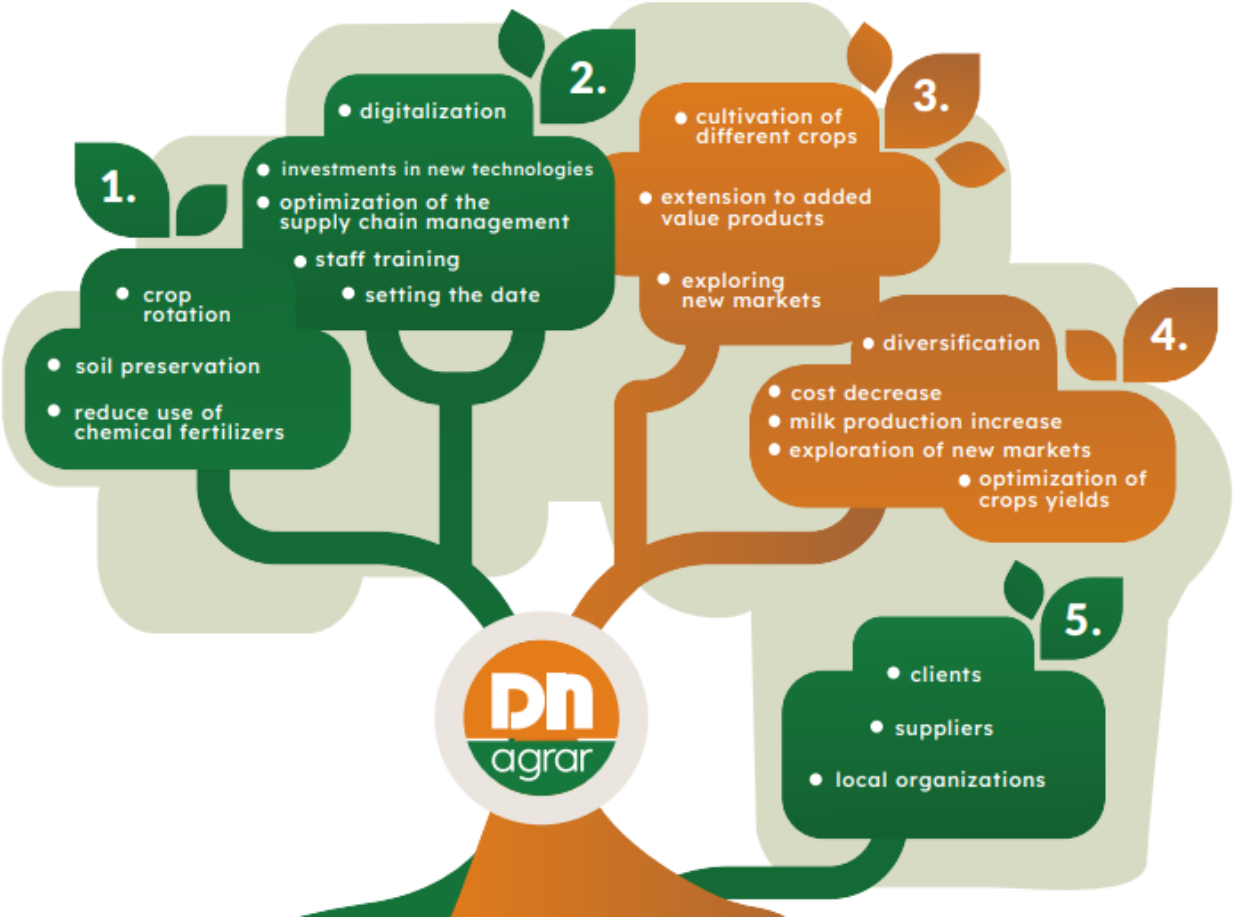 1.
crop
rotation
soil preservation
reduce use of
chemical fertilizers
2.
digitalization
investments in new technologies
optimization of the
supply chain management
staff training
setting the date
3.
cultivation of
different crops
extension to added
value products
exploring
new markets
4.
diversification
cost decrease
milk production increase
exploration of new markets
optimization of
crops yields
5.
clients
suppliers
local organizations
Dn
agrar